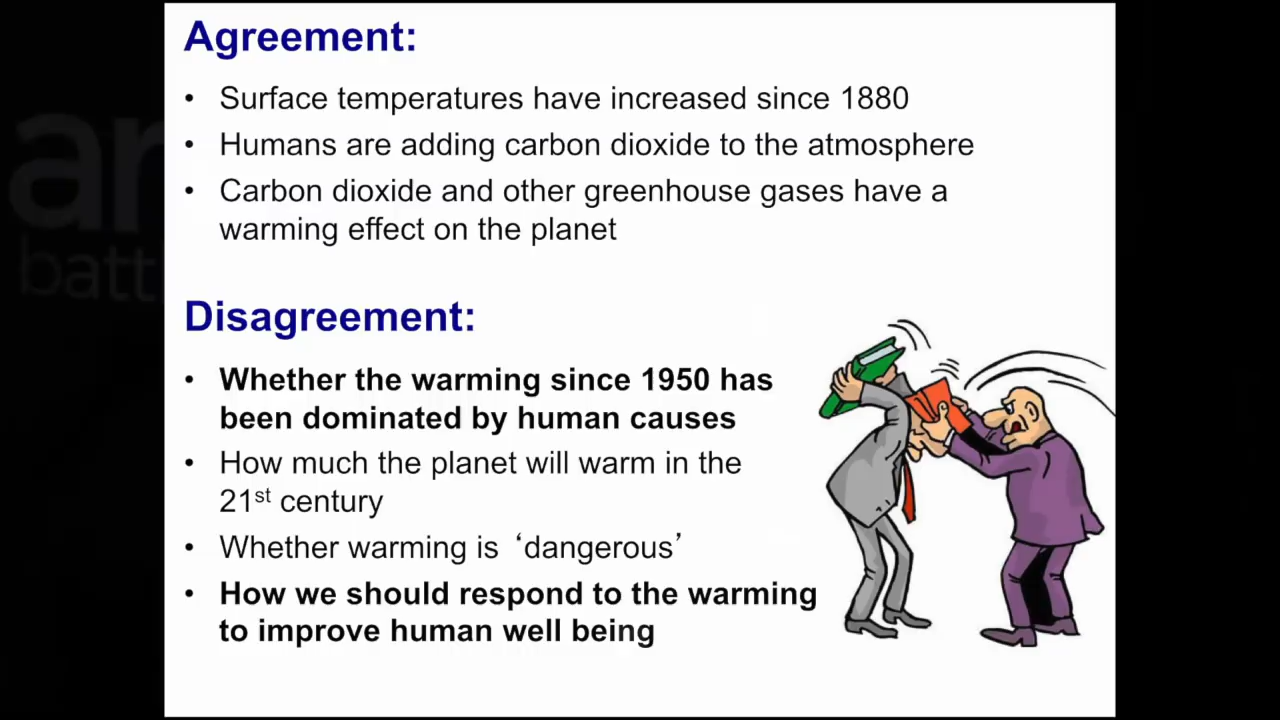 Agreement:
• Surface temperatures have increased since 1880
• Humans are adding carbon dioxide to the atmosphere
• Carbon dioxide and other greenhouse gases have a
warming effect on the planet
Disagreement:
• Whether the warming since 1950 has
been dominated by human causes
• How much the planet will warm in the
21st century
• Whether warming is ‘dangerous’
• How we should respond to the warming
to improve human well being